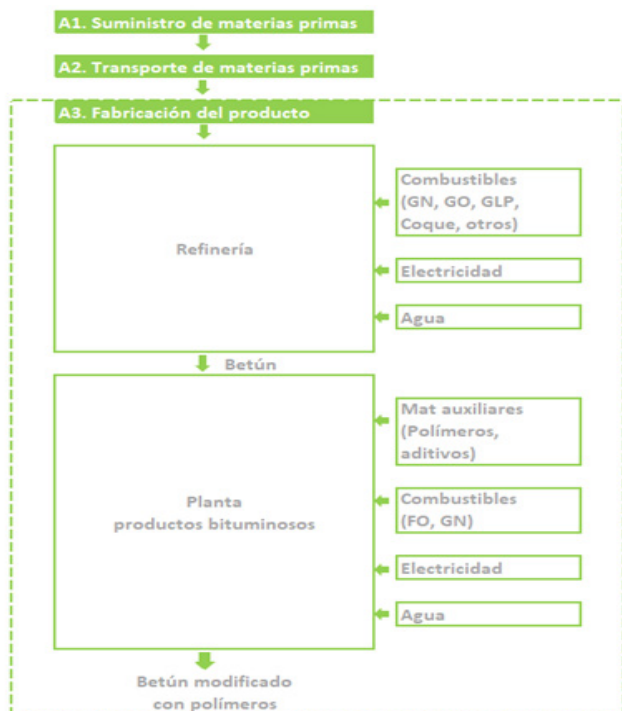 A1. Suministro de materias primas
A2. Transporte de materias primas
A3. Fabricación del producto
Refinería
Combustibles
(GN, GO, GLP,
Coque, otros)
Electricidad
Agua
Betún
Planta
productos bituminosos
Mat auxiliares
(Polímeros,
aditivos)
Combustibles
(FO, GN)
Electricidad
Agua
Betún modificado
con polímeros